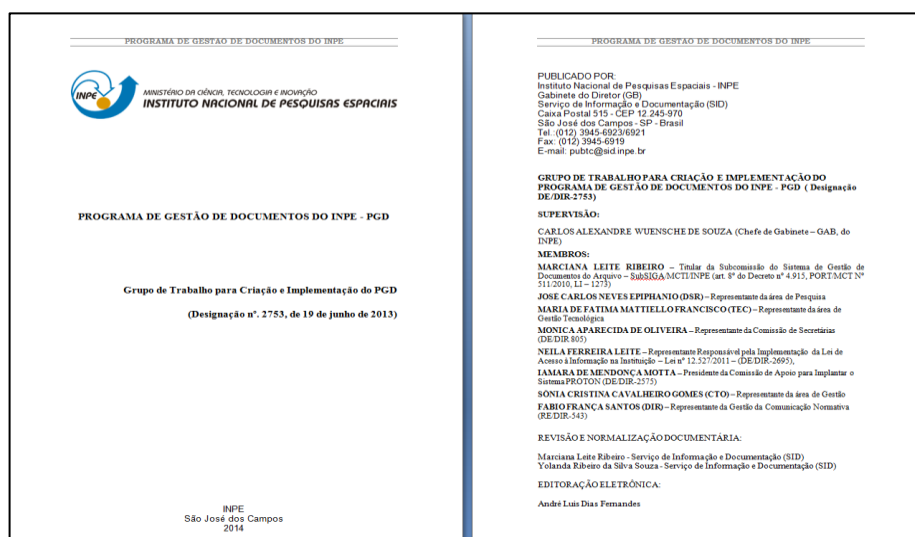 PROGRAMA DE GESTÃO DE DOCUMENTOS DO INPE
INPE
MINISTÉRIO DA CIÊNCIA, TECNOLOGIA E INOVAÇÃO
INSTITUTO NACIONAL DE PESQUISAS ESPACIAIS
PROGRAMA DE GESTÃO DE DOCUMENTOS DO INPE - PGD
Grupo de Trabalho para Criação e Implementação do PGD
(Designação nº. 2753, de 19 de junho de 2013)
INPE
São José dos Campos
2014
PROGRAMA DE GESTÃO DE DOCUMENTOS DO INPE
PUBLICADO POR:
Instituto Nacional de Pesquisas Espaciais - INPE
Gabinete do Diretor (GB)
Serviço de Informação e Documentação (SID)
Caixa Postal 515 - CEP 12.245-970
São José dos Campos - SP - Brasil
Tel.:(012) 3945-6923/6921
Fax: (012) 3945-6919
E-mail: pubtc@sid.inpe.br
GRUPO DE TRABALHO PARA CRIAÇÃO E IMPLEMENTAÇÃO DO
PROGRAMA DE GESTÃO DE DOCUMENTOS DO INPE - PGD ( Designação
DE/DIR-2753)
SUPERVISÃO:
CARLOS ALEXANDRE WUENSCHE DE SOUZA (Chefe de Gabinete – GAB, do
INPE)
MEMBROS:
MARCIANA LEITE RIBEIRO – Titular da Subcomissão do Sistema de Gestão de
Documentos do Arquivo – SubSIGA/MCTI/INPE (art. 8º do Decreto nº 4.915, PORT/MCT Nº
511/2010, LI – 1273)
JOSÉ CARLOS NEVES EPIPHANIO (DSR) – Representante da área de Pesquisa
MARIA DE FATIMA MATTIELLO FRANCISCO (TEC) – Representante da área de
Gestão Tecnológica
MONICA APARECIDA DE OLIVEIRA – Representante da Comissão de Secretárias
(DE/DIR 805)
NEILA FERREIRA LEITE – Representante Responsável pela Implementação da Lei de
Acesso à Informação na Instituição – Lei nº 12.527/2011 – (DE/DIR-2695),
IAMARA DE MENDONÇA MOTTA – Presidente da Comissão de Apoio para Implantar o
Sistema PROTON (DE/DIR-2575)
SÔNIA CRISTINA CAVALHEIRO GOMES (CTO) – Representante da área de Gestão
FABIO FRANÇA SANTOS (DIR) – Representante da Gestão da Comunicação Normativa
(RE/DIR-543)
REVISÃO E NORMALIZAÇÃO DOCUMENTÁRIA:
Marciana Leite Ribeiro - Serviço de Informação e Documentação (SID)
Yolanda Ribeiro da Silva Souza - Serviço de Informação e Documentação (SID)
EDITORAÇÃO ELETRÔNICA:
André Luis Dias Fernandes